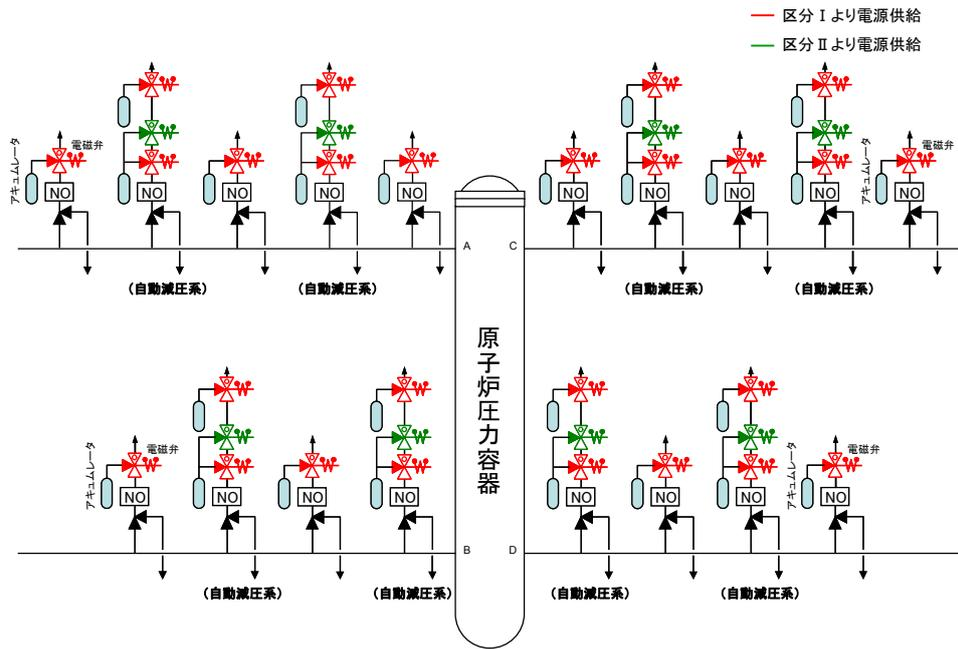 区分Ⅰより電源供給
区分Ⅱより電源供給
アキュムレータ
電磁弁
NO
NO
NO
NO
NO
NO
NO
NO
NO
アキュムレータ
電磁弁
NO
A
C
(自動減圧系)
(自動減圧系)
(自動減圧系)
(自動減圧系)
原子炉圧力容器
アキュムレータ
電磁弁
NO
NO
NO
NO
NO
NO
NO
アキュムレータ
電磁弁
NO
B
D
(自動減圧系)
(自動減圧系)
(自動減圧系)
(自動減圧系)